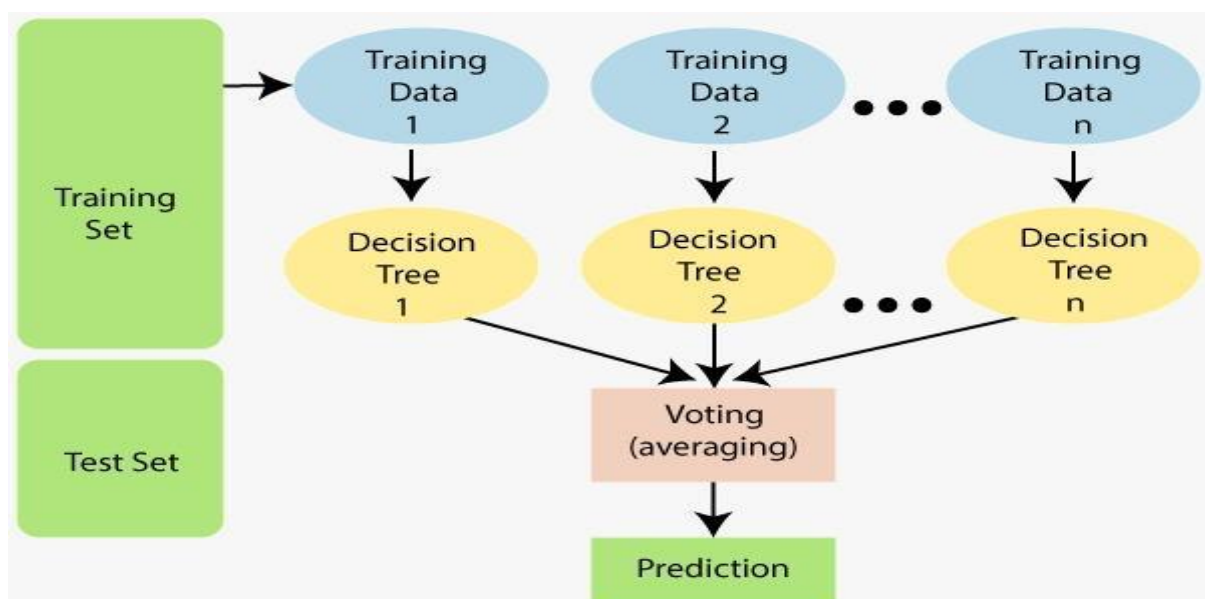 Training
Set
Test Set
Training
Data
1
Training
Data
2
Training
Data
n
Decision
Tree
1
Decision
Tree
2
Decision
Tree
n
Voting
(averaging)
Prediction